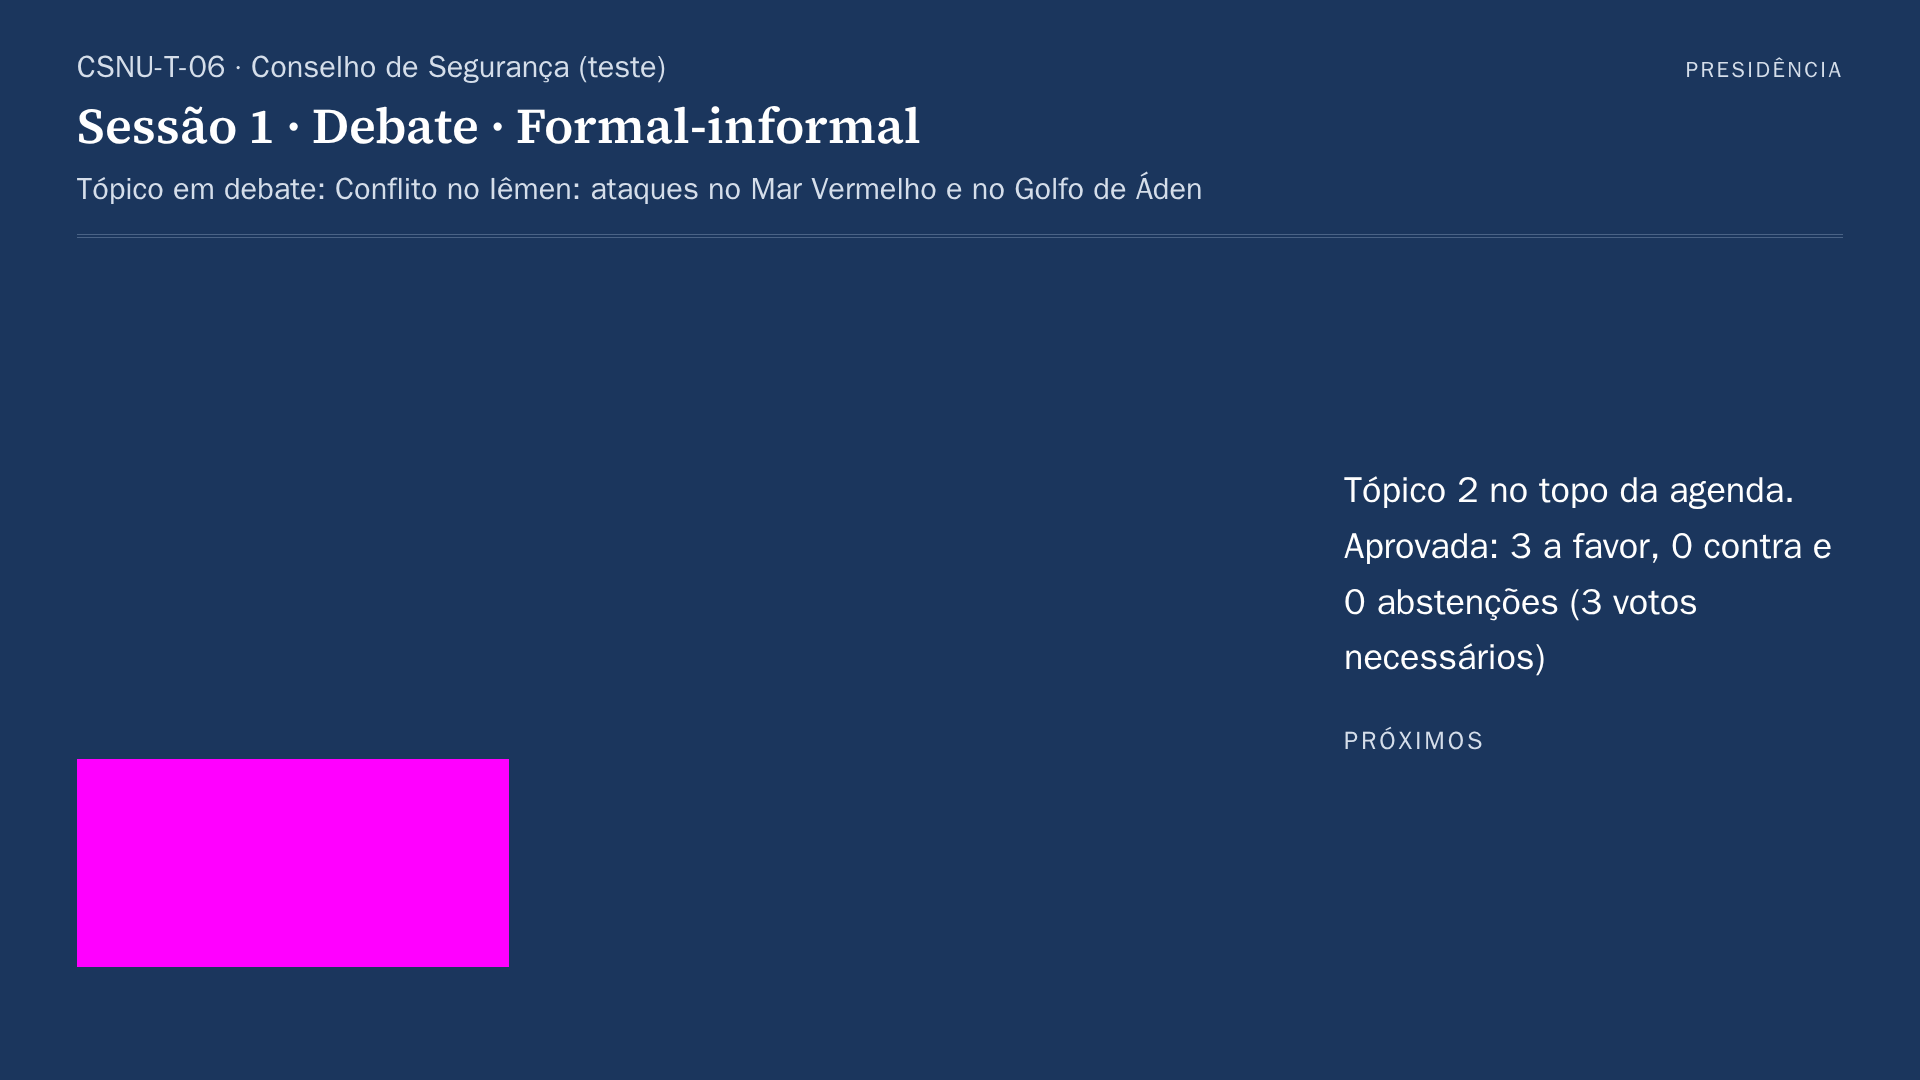 CSNU-T-06 · Conselho de Segurança (teste)
PRESIDÊNCIA
Sessão 1 · Debate · Formal-informal
Tópico em debate: Conflito no Iêmen: ataques no Mar Vermelho e no Golfo de Áden
Tópico 2 no topo da agenda.
Aprovada: 3 a favor, 0 contra e
0 abstenções (3 votos
necessários)
PRÓXIMOS